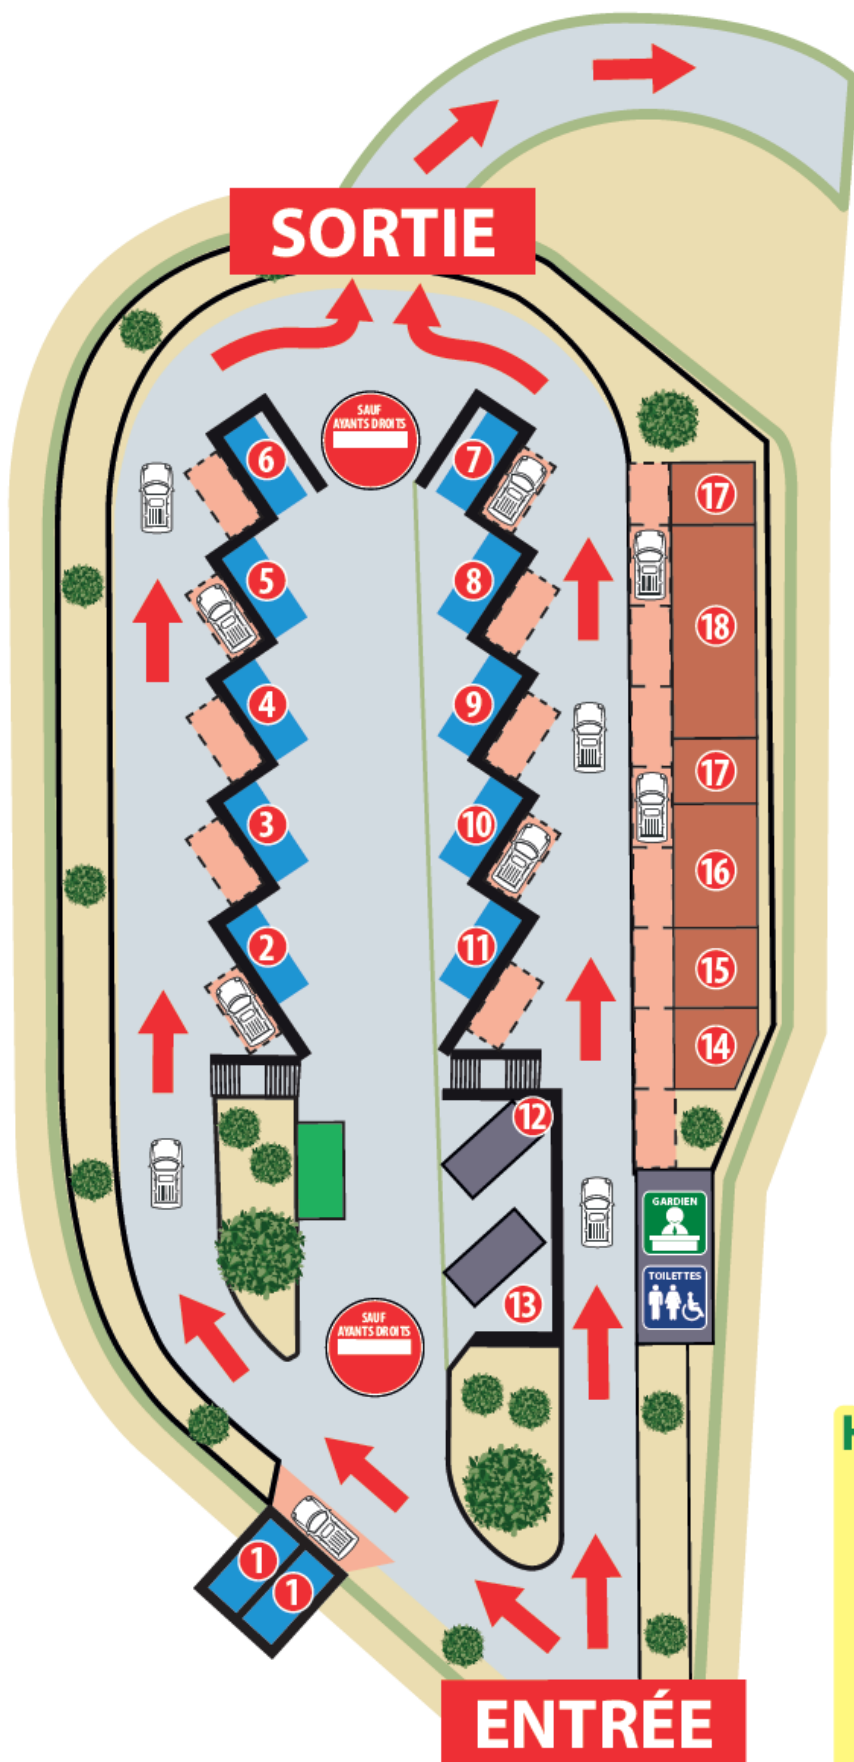 SORTIE
SAUF
AYANTS DROITS
6
7
17
5
8
18
4
9
17
3
10
16
2
11
15
14
12
GARDIEN
TOILETTES
13
SAUF
AYANTS DROITS
H
1
1
ENTRÉE